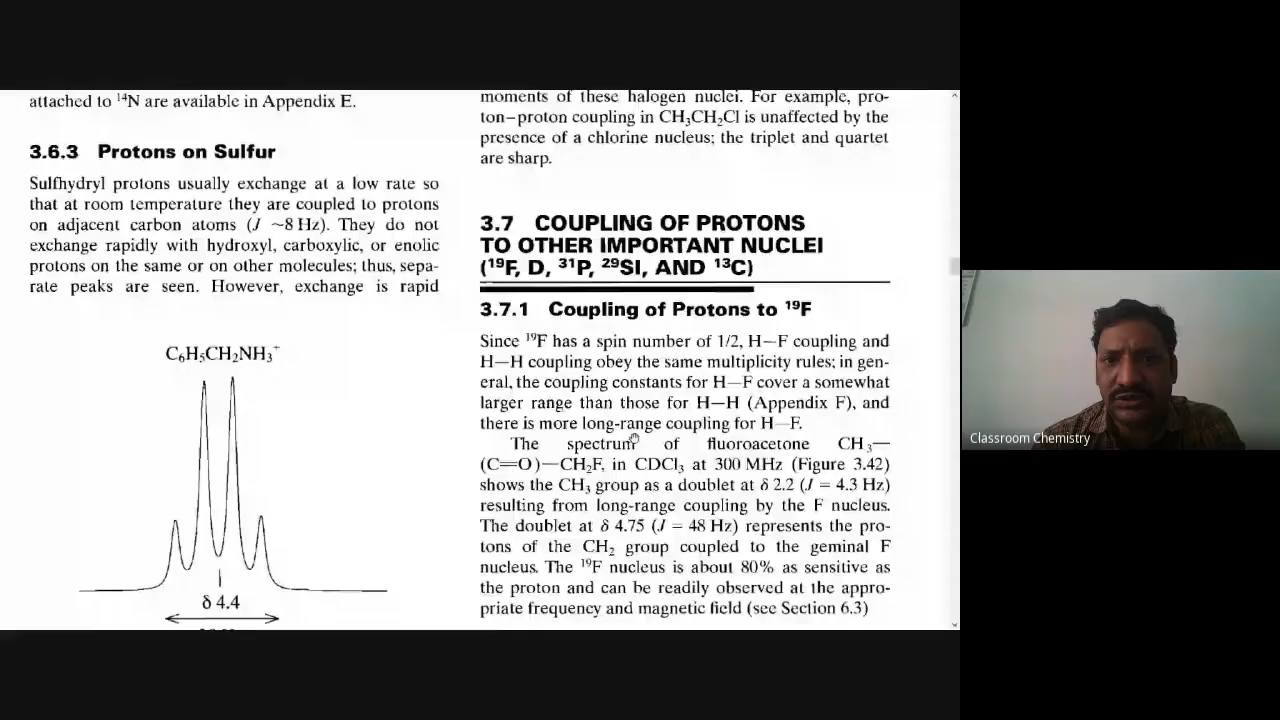 attached to ¹⁴N are available in Appendix E.
3.6.3 Protons on Sulfur
Sulfhydryl protons usually exchange at a low rate so
that at room temperature they are coupled to protons
on adjacent carbon atoms (J ~8 Hz). They do not
exchange rapidly with hydroxyl, carboxylic, or enolic
protons on the same or on other molecules; thus, sepa-
rate peaks are seen. However, exchange is rapid
C₆H₅CH₂NH₃⁺
δ 4.4
moments of these halogen nuclei. For example, pro-
ton–proton coupling in CH₃CH₂Cl is unaffected by the
presence of a chlorine nucleus; the triplet and quartet
are sharp.
3.7 COUPLING OF PROTONS
TO OTHER IMPORTANT NUCLEI
(¹⁹F, D, ³¹P, ²⁹SI, AND ¹³C)
3.7.1 Coupling of Protons to ¹⁹F
Since ¹⁹F has a spin number of 1/2, H—F coupling and
H—H coupling obey the same multiplicity rules; in gen-
eral, the coupling constants for H—F cover a somewhat
larger range than those for H—H (Appendix F), and
there is more long-range coupling for H—F.
The spectrum of fluoroacetone CH₃—
(C=O)—CH₂F, in CDCl₃ at 300 MHz (Figure 3.42)
shows the CH₃ group as a doublet at δ 2.2 (J = 4.3 Hz)
resulting from long-range coupling by the F nucleus.
The doublet at δ 4.75 (J = 48 Hz) represents the pro-
tons of the CH₂ group coupled to the geminal F
nucleus. The ¹⁹F nucleus is about 80% as sensitive as
the proton and can be readily observed at the appro-
priate frequency and magnetic field (see Section 6.3)
Classroom Chemistry